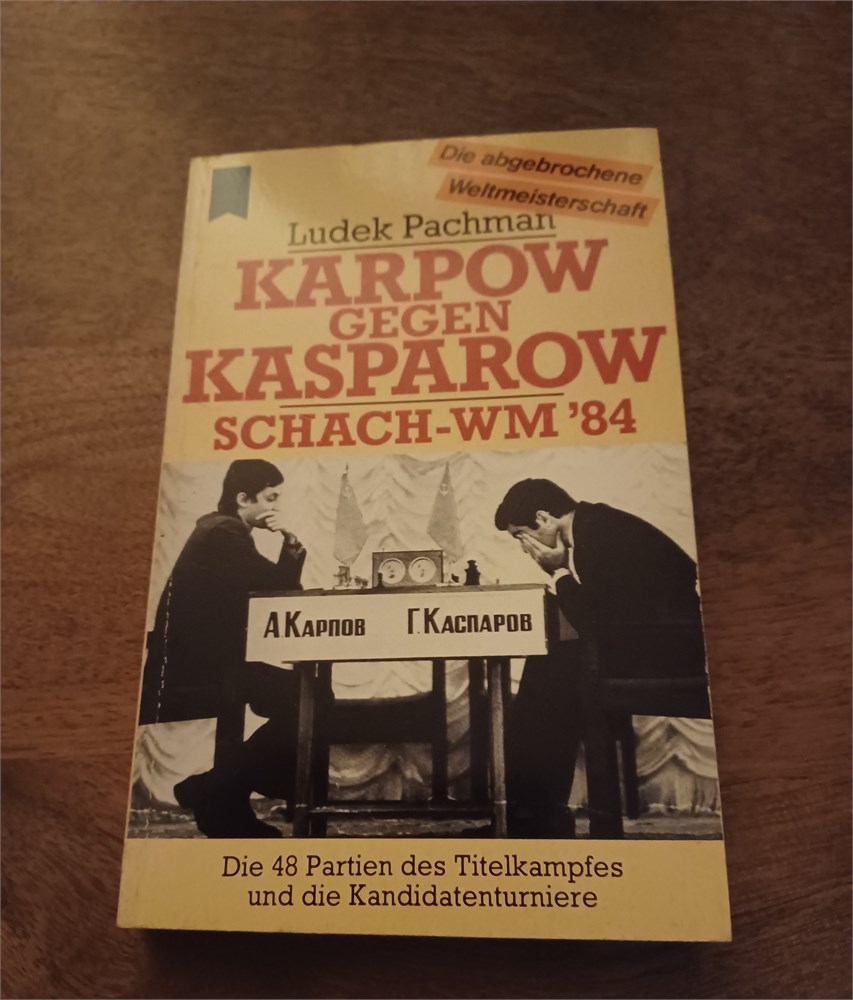 Die abgebrochene
Weltmeisterschaft
Ludek Pachman
KARPOW
GEGEN
KASPAROW
SCHACH-WM '84
А.КАРПОВ Г.КАСПАРОВ
Die 48 Partien des Titelkampfes
und die Kandidatenturniere